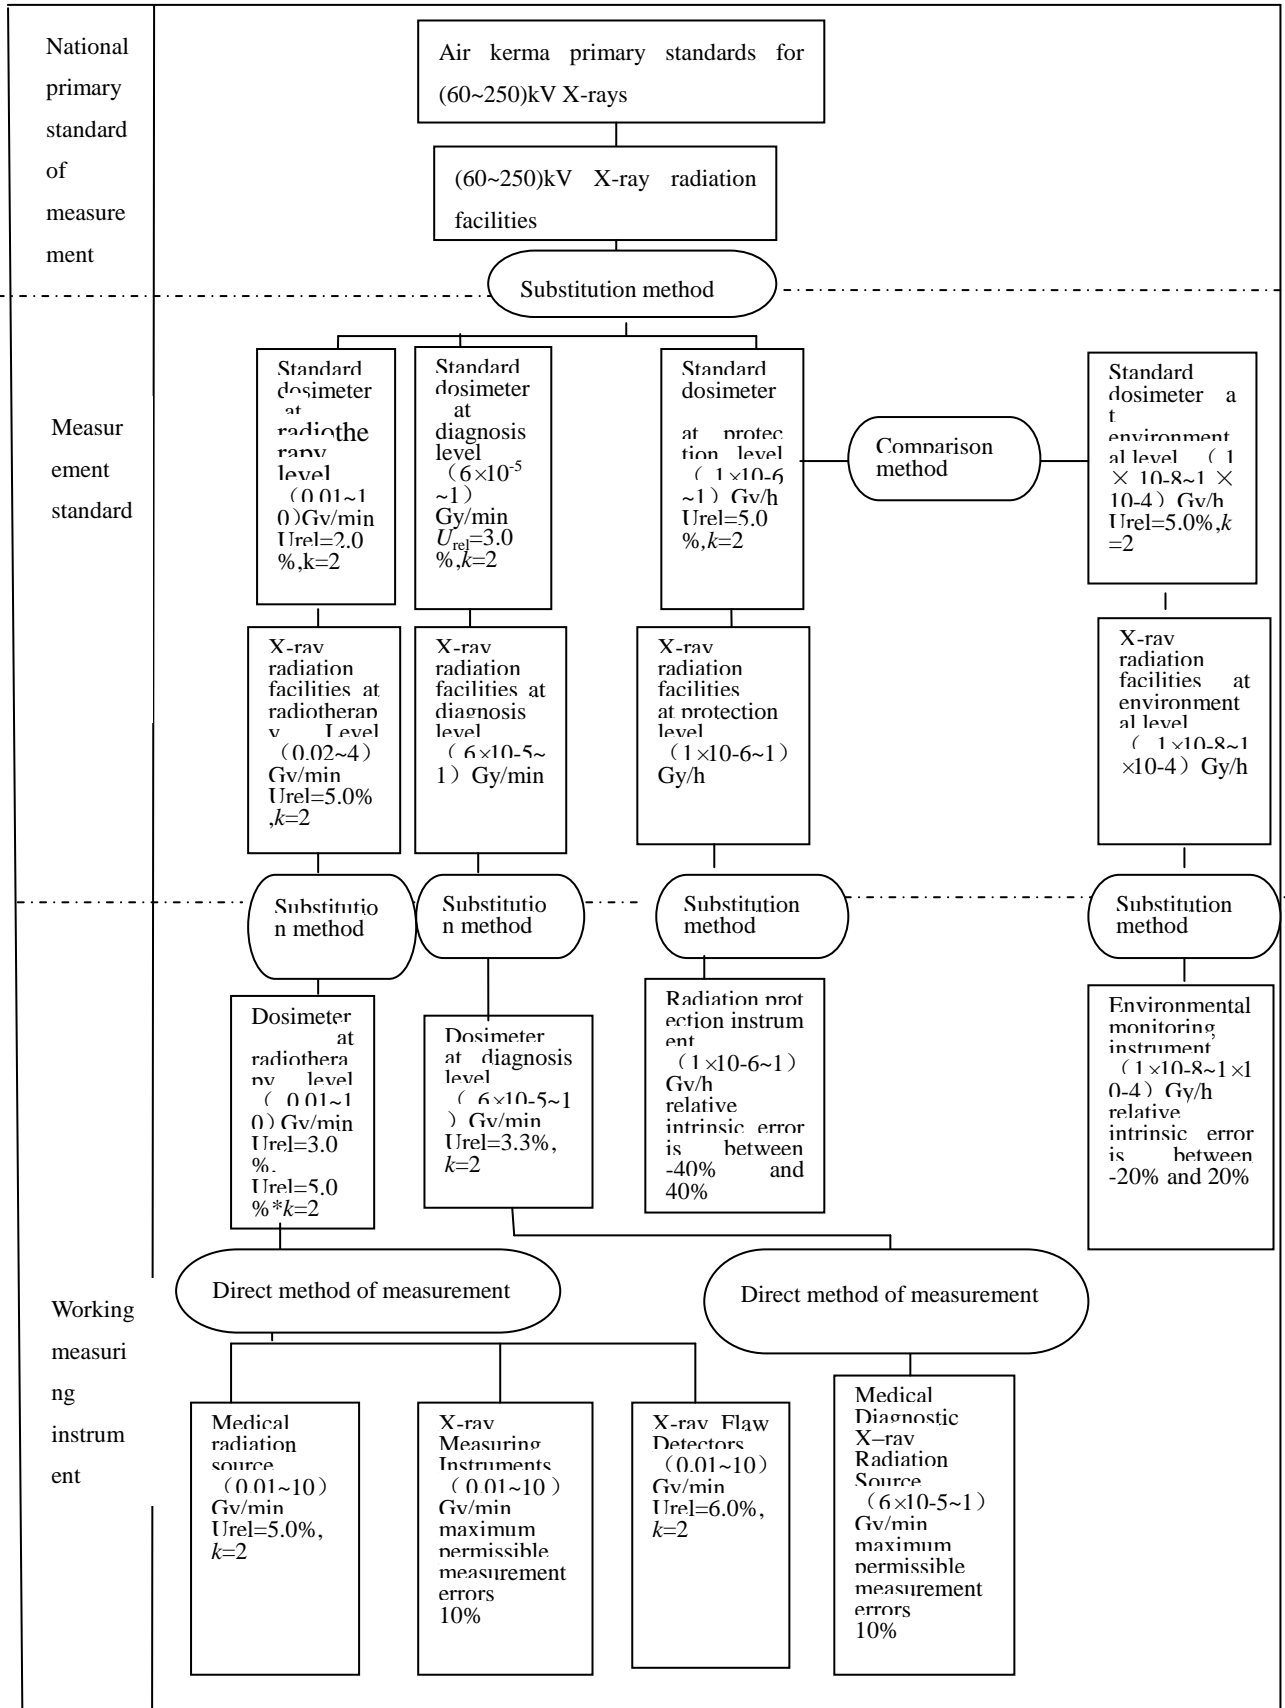 National
primary
standard
of
measure
ment
Air kerma primary standards for
(60~250)kV X-rays
(60~250)kV X-ray radiation
facilities
Substitution method
Measur
ement
standard
Standard
dosimeter
at
radiothe
rapy
level
（0.01~1
0)Gy/min
Urel=2.0
%,k=2
Standard
dosimeter
at
diagnosis
level
（6×10-5
~1）
Gy/min
Urel=3.0
%,k=2
Standard
dosimeter
at protec
tion level
（ 1×10-6
~1）Gy/h
Urel=5.0
%,k=2
Comparison
method
Standard
dosimeter a
t
environment
al level （1
× 10-8~1 ×
10-4）Gy/h
Urel=5.0%,k
=2
X-ray
radiation
facilities at
radiotherap
y Level
（0.02~4）
Gy/min
Urel=5.0%
,k=2
X-ray
radiation
facilities at
diagnosis
level
（ 6×10-5~
1）Gy/min
X-ray
radiation
facilities
at protection
level
（1×10-6~1）
Gy/h
X-ray
radiation
facilities at
environment
al level
（ 1×10-8~1
×10-4）Gy/h
Substitutio
n method
Substitutio
n method
Substitution
method
Substitution
method
Dosimeter
at
radiothera
py level
（ 0.01~1
0）Gy/min
Urel=3.0
%,
Urel=5.0
%*k=2
Dosimeter
at diagnosis
level
（ 6×10-5~1
）Gy/min
Urel=3.3%,
k=2
Radiation prot
ection instrum
ent
（1×10-6~1）
Gy/h
relative
intrinsic error
is between
-40% and
40%
Environmental
monitoring
instrument
（1×10-8~1×1
0-4）Gy/h
relative
intrinsic error
is between
-20% and 20%
Working
measuri
ng
instrum
ent
Direct method of measurement
Direct method of measurement
Medical
radiation
source
（0.01~10）
Gy/min
Urel=5.0%,
k=2
X-ray
Measuring
Instruments
（0.01~10）
Gy/min
maximum
permissible
measurement
errors
10%
X-ray Flaw
Detectors
（0.01~10）
Gy/min
Urel=6.0%,
k=2
Medical
Diagnostic
X–ray
Radiation
Source
（6×10-5~1）
Gy/min
maximum
permissible
measurement
errors
10%